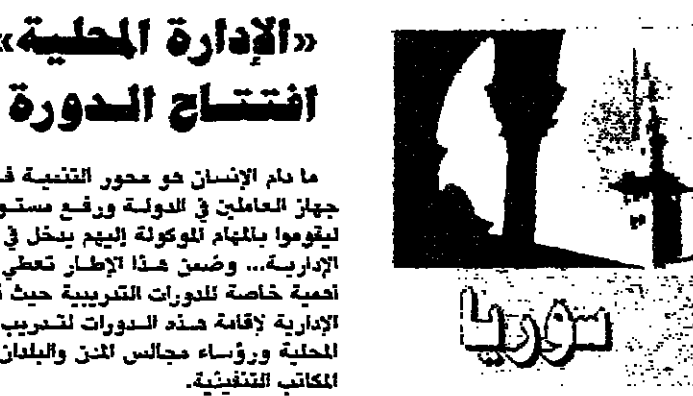 «الإدارة المحلية»
افتتاح الدورة
ما دام الإنسان هو محور التنمية
جهاز العاملين في الدولة ورفع
ليقوموا بالمهام الموكولة إليهم يدخل في
الإدارية... وضمن هذا الإطار تعطي
أهمية خاصة للدورات التدريبية حيث
الإدارية لإقامة هذه الدورات لتدريب
المحلية ورؤساء مجالس المدن والبلدان
المكاتب التنفيذية.
سوريا